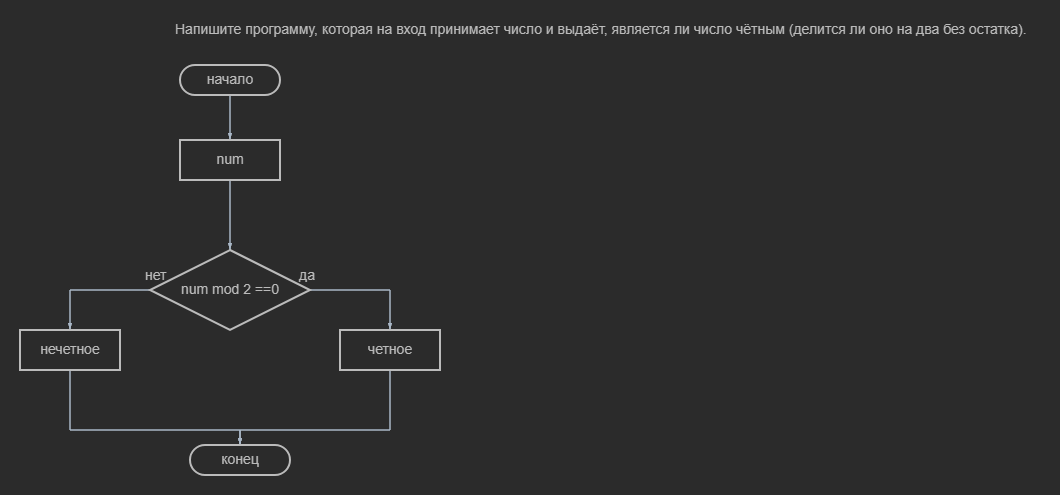 Напишите программу, которая на вход принимает число и выдаёт, является ли число чётным (делится ли оно на два без остатка).
начало
num
нет
да
num mod 2 ==0
нечетное
четное
конец